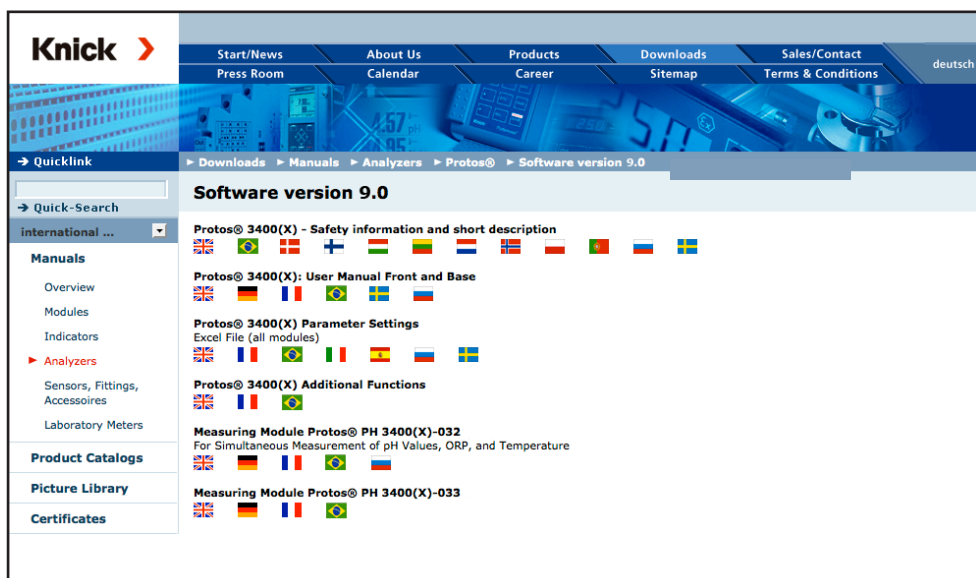 Knick
Start/News About Us Products Downloads Sales/Contact
Press Room Calendar Career Sitemap Terms & Conditions
deutsch
Quicklink
Downloads Manuals Analyzers Protos® Software version 9.0
Software version 9.0
Quick-Search
international ...
Manuals
Overview
Modules
Indicators
Analyzers
Sensors, Fittings,
Accessoires
Laboratory Meters
Product Catalogs
Picture Library
Certificates
Protos® 3400(X) - Safety information and short description
Protos® 3400(X): User Manual Front and Base
Protos® 3400(X) Parameter Settings
Excel File (all modules)
Protos® 3400(X) Additional Functions
Measuring Module Protos® PH 3400(X)-032
For Simultaneous Measurement of pH Values, ORP, and Temperature
Measuring Module Protos® PH 3400(X)-033